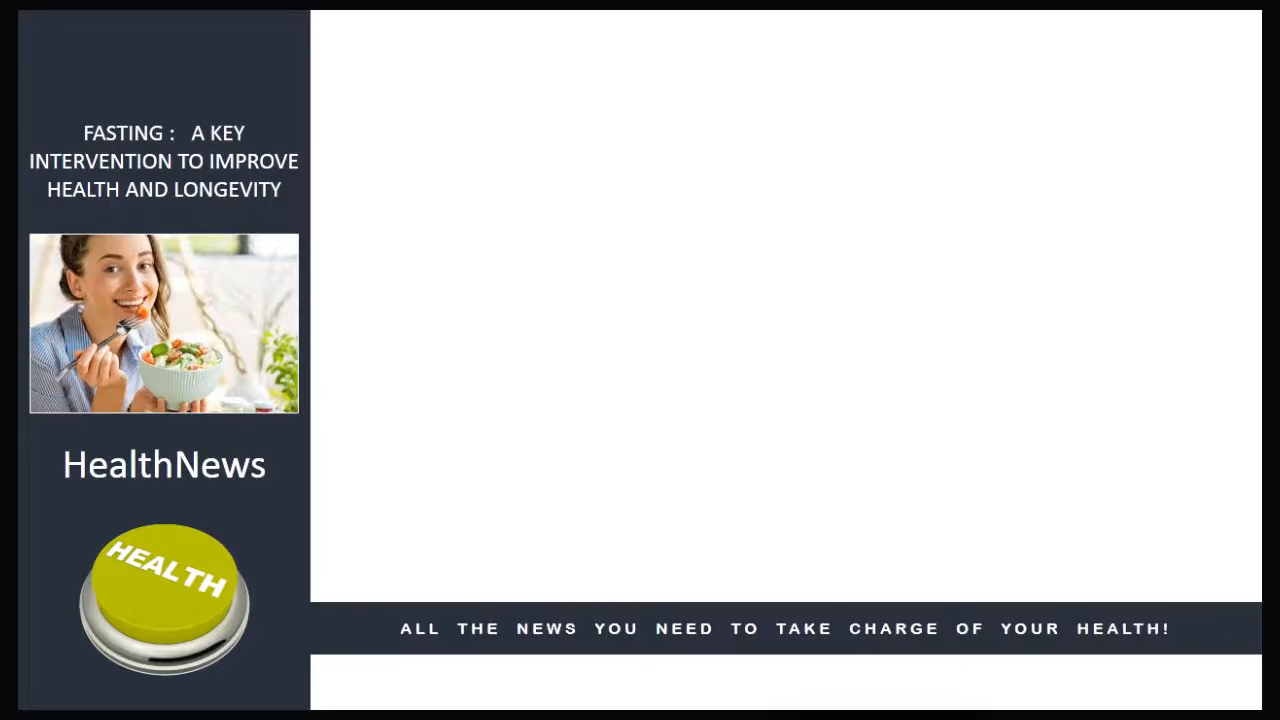 FASTING : A KEY
INTERVENTION TO IMPROVE
HEALTH AND LONGEVITY
HealthNews
HEALTH
ALL THE NEWS YOU NEED TO TAKE CHARGE OF YOUR HEALTH!